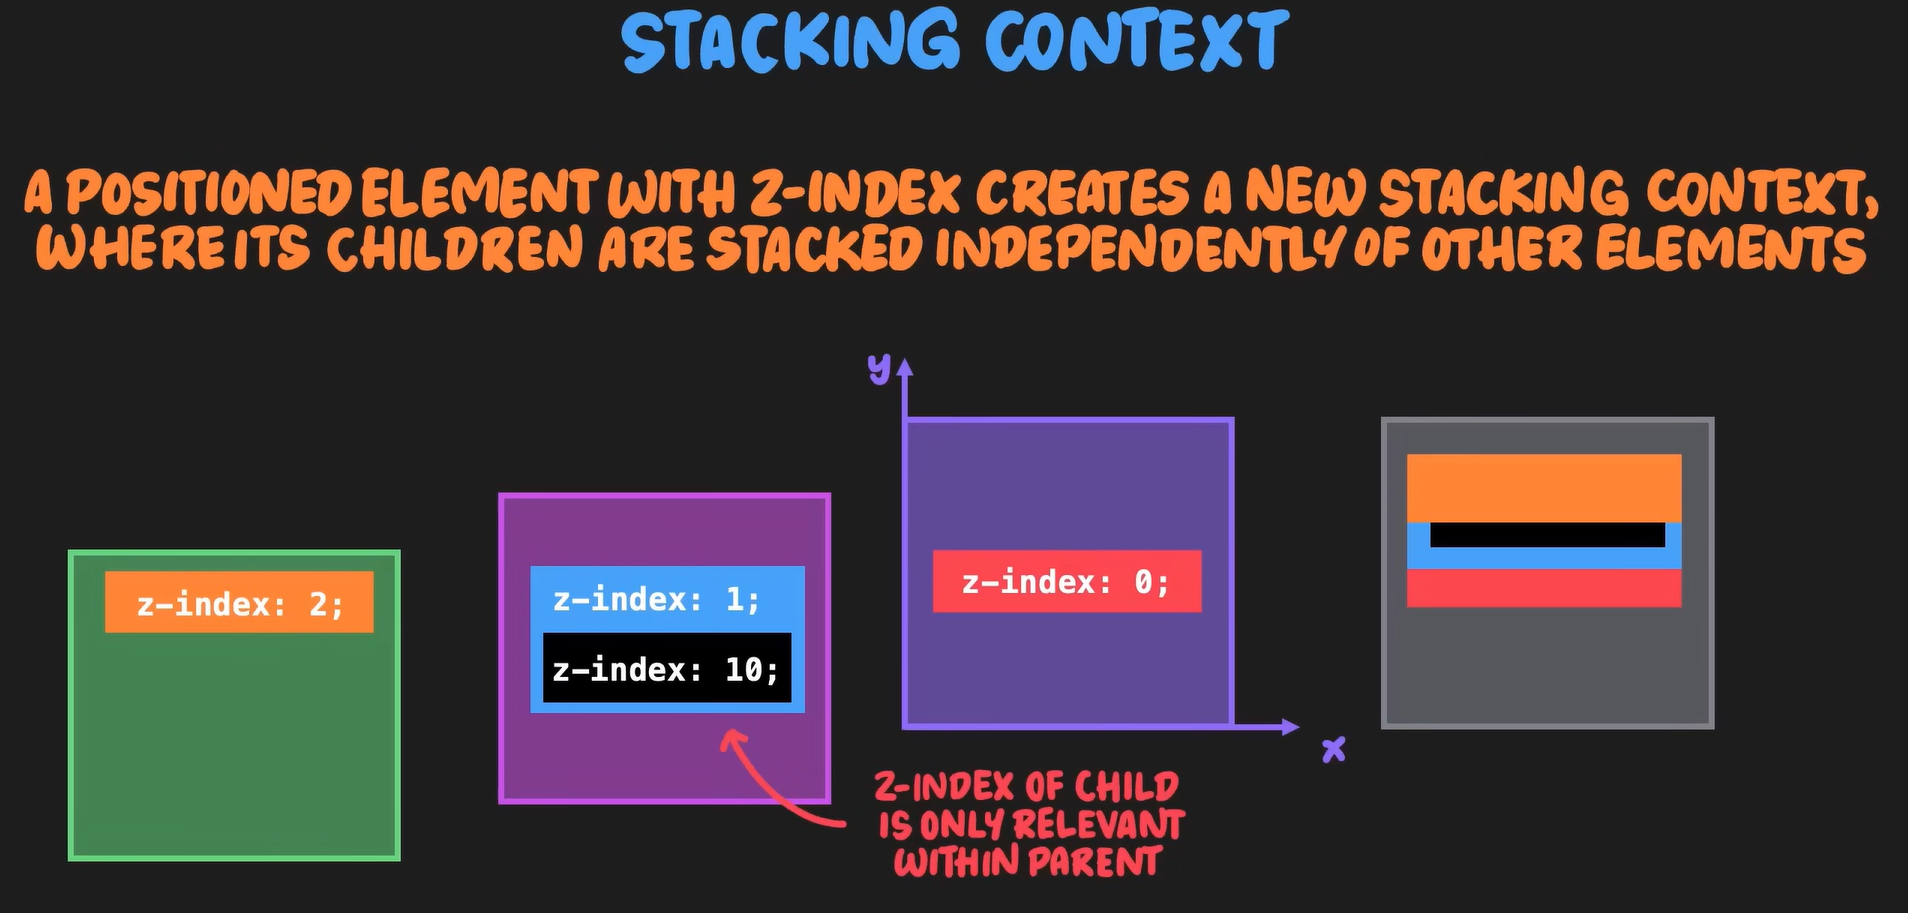 STACKING CONTEXT
A POSITIONED ELEMENT WITH Z-INDEX CREATES A NEW STACKING CONTEXT,
WHERE ITS CHILDREN ARE STACKED INDEPENDENTLY OF OTHER ELEMENTS
y
z-index: 2;
z-index: 1;
z-index: 10;
z-index: 0;
x
Z-INDEX OF CHILD
IS ONLY RELEVANT
WITHIN PARENT